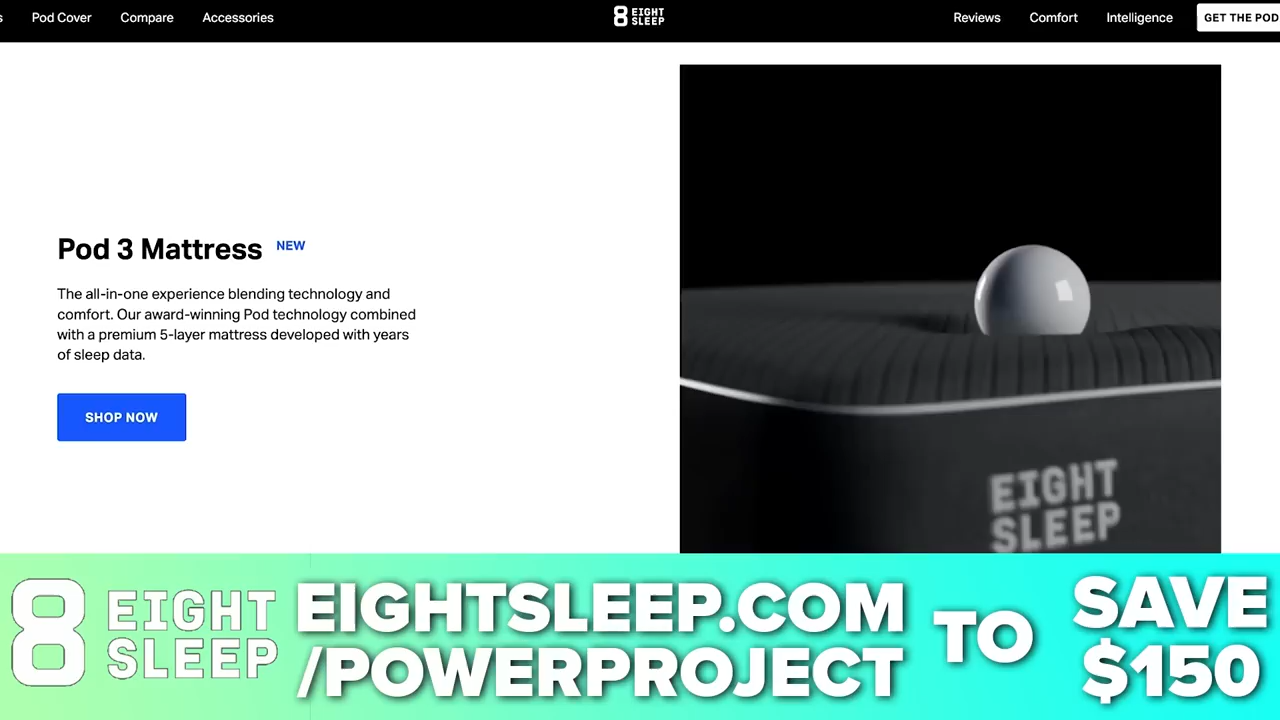 Pod Cover
Compare
Accessories
8 EIGHT
SLEEP
Reviews
Comfort
Intelligence
GET THE POD
Pod 3 Mattress NEW
The all-in-one experience blending technology and
comfort. Our award-winning Pod technology combined
with a premium 5-layer mattress developed with years
of sleep data.
SHOP NOW
EIGHT
SLEEP
8 EIGHT
SLEEP
EIGHTSLEEP.COM
/POWERPROJECT
TO
SAVE
$150